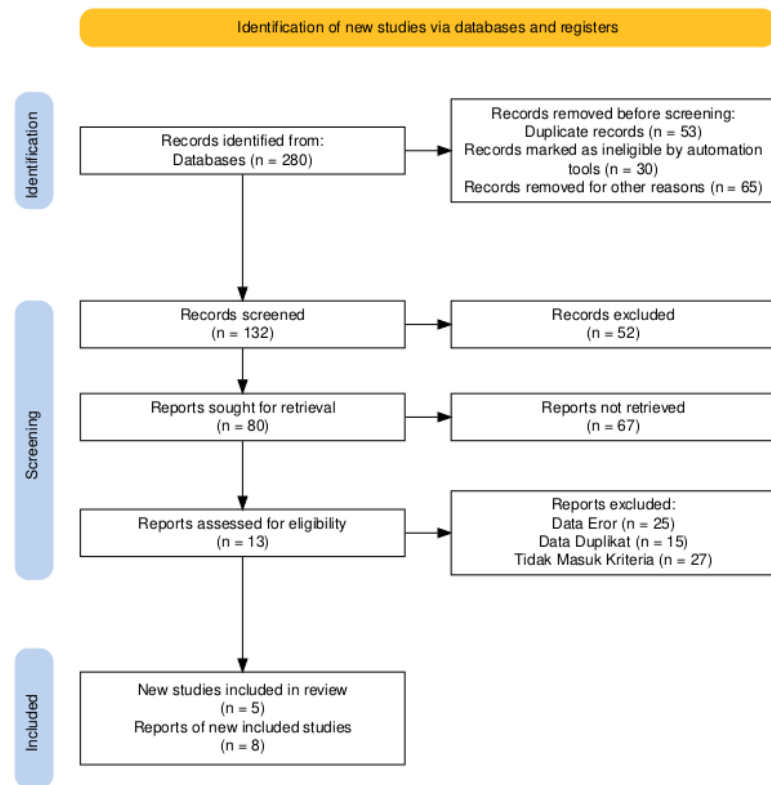 Identification of new studies via databases and registers
Identification
Records identified from:
Databases (n = 280)
Records removed before screening:
Duplicate records (n = 53)
Records marked as ineligible by automation
tools (n = 30)
Records removed for other reasons (n = 65)
Screening
Records screened
(n = 132)
Records excluded
(n = 52)
Reports sought for retrieval
(n = 80)
Reports not retrieved
(n = 67)
Reports assessed for eligibility
(n = 13)
Reports excluded:
Data Eror (n = 25)
Data Duplikat (n = 15)
Tidak Masuk Kriteria (n = 27)
Included
New studies included in review
(n = 5)
Reports of new included studies
(n = 8)